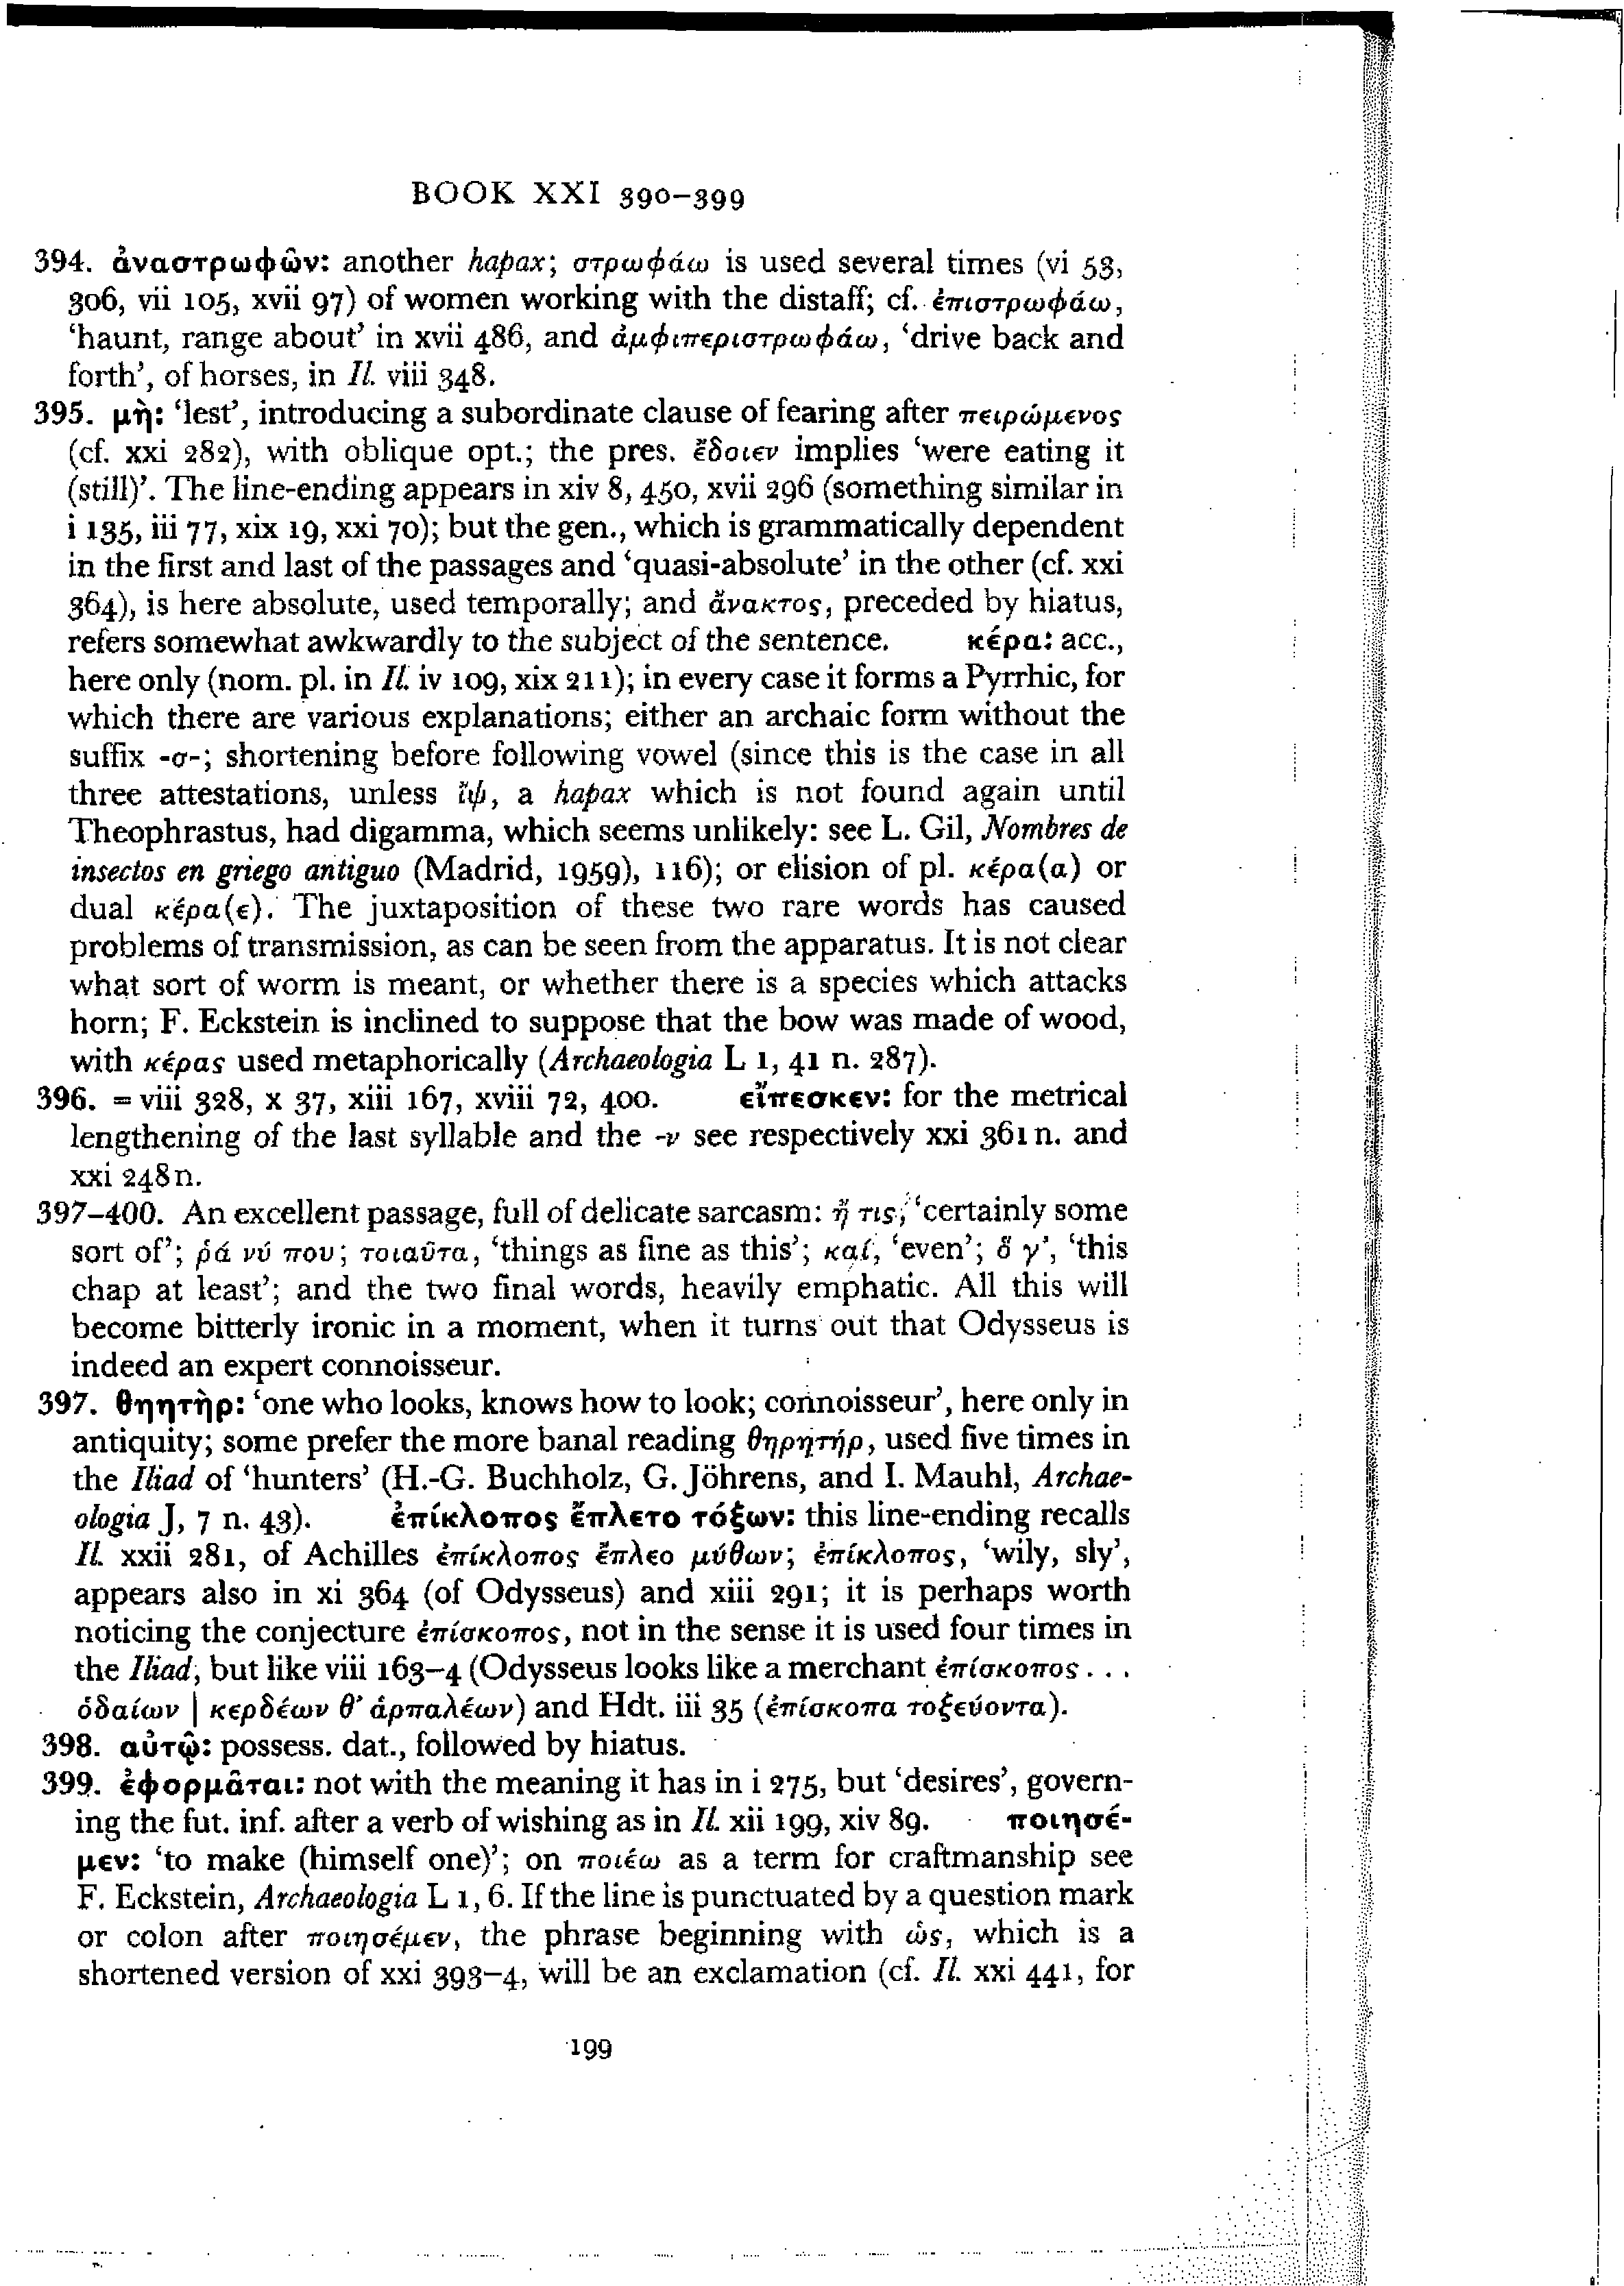 BOOK XXI 390–399
394. ἀναστρωφῶν: another hapax; στρωφάω is used several times (vi 53,
306, vii 105, xvii 97) of women working with the distaff; cf. ἐπιστρωφάω,
‘haunt, range about’ in xvii 486, and ἀμφιπεριστρωφάω, ‘drive back and
forth’, of horses, in Il. viii 348.
395. μὴ: ‘lest’, introducing a subordinate clause of fearing after πειρώμενος
(cf. xxi 282), with oblique opt.; the pres. ἔδοιεν implies ‘were eating it
(still)’. The line-ending appears in xiv 8, 450, xvii 296 (something similar in
i 135, iii 77, xix 19, xxi 70); but the gen., which is grammatically dependent
in the first and last of the passages and ‘quasi-absolute’ in the other (cf. xxi
364), is here absolute, used temporally; and ἄνακτος, preceded by hiatus,
refers somewhat awkwardly to the subject of the sentence. κέρα: acc.,
here only (nom. pl. in Il. iv 109, xix 211); in every case it forms a Pyrrhic, for
which there are various explanations; either an archaic form without the
suffix -σ-; shortening before following vowel (since this is the case in all
three attestations, unless ἴψ, a hapax which is not found again until
Theophrastus, had digamma, which seems unlikely: see L. Gil, Nombres de
insectos en griego antiguo (Madrid, 1959), 116); or elision of pl. κέρα(α) or
dual κέρα(ε). The juxtaposition of these two rare words has caused
problems of transmission, as can be seen from the apparatus. It is not clear
what sort of worm is meant, or whether there is a species which attacks
horn; F. Eckstein is inclined to suppose that the bow was made of wood,
with κέρας used metaphorically (Archaeologia L 1, 41 n. 287).
396. = viii 328, x 37, xiii 167, xviii 72, 400. εἴπεσκεν: for the metrical
lengthening of the last syllable and the -ν see respectively xxi 361 n. and
xxi 248 n.
397–400. An excellent passage, full of delicate sarcasm: ἤ τις, ‘certainly some
sort of’; ῥά νύ που; τοιαῦτα, ‘things as fine as this’; καί, ‘even’; ὅ γ’, ‘this
chap at least’; and the two final words, heavily emphatic. All this will
become bitterly ironic in a moment, when it turns out that Odysseus is
indeed an expert connoisseur.
397. θηητὴρ: ‘one who looks, knows how to look; connoisseur’, here only in
antiquity; some prefer the more banal reading θηρητήρ, used five times in
the Iliad of ‘hunters’ (H.-G. Buchholz, G. Jöhrens, and I. Mauhl, Archae-
ologia J, 7 n. 43). ἐπίκλοπος ἔπλετο τόξων: this line-ending recalls
Il. xxii 281, of Achilles ἐπίκλοπος ἔπλεο μύθων; ἐπίκλοπος, ‘wily, sly’,
appears also in xi 364 (of Odysseus) and xiii 291; it is perhaps worth
noticing the conjecture ἐπίσκοπος, not in the sense it is used four times in
the Iliad, but like viii 163–4 (Odysseus looks like a merchant ἐπίσκοπος . . .
ὁδαίων | κερδέων θ’ ἁρπαλέων) and Hdt. iii 35 (ἐπίσκοπα τοξεύοντα).
398. αὐτῷ: possess. dat., followed by hiatus.
399. ἐφορμᾶται: not with the meaning it has in i 275, but ‘desires’, govern-
ing the fut. inf. after a verb of wishing as in Il. xii 199, xiv 89. ποιησέ-
μεν: ‘to make (himself one)’; on ποιέω as a term for craftmanship see
F. Eckstein, Archaeologia L 1, 6. If the line is punctuated by a question mark
or colon after ποιησέμεν, the phrase beginning with ὡς, which is a
shortened version of xxi 393–4, will be an exclamation (cf. Il. xxi 441, for
199